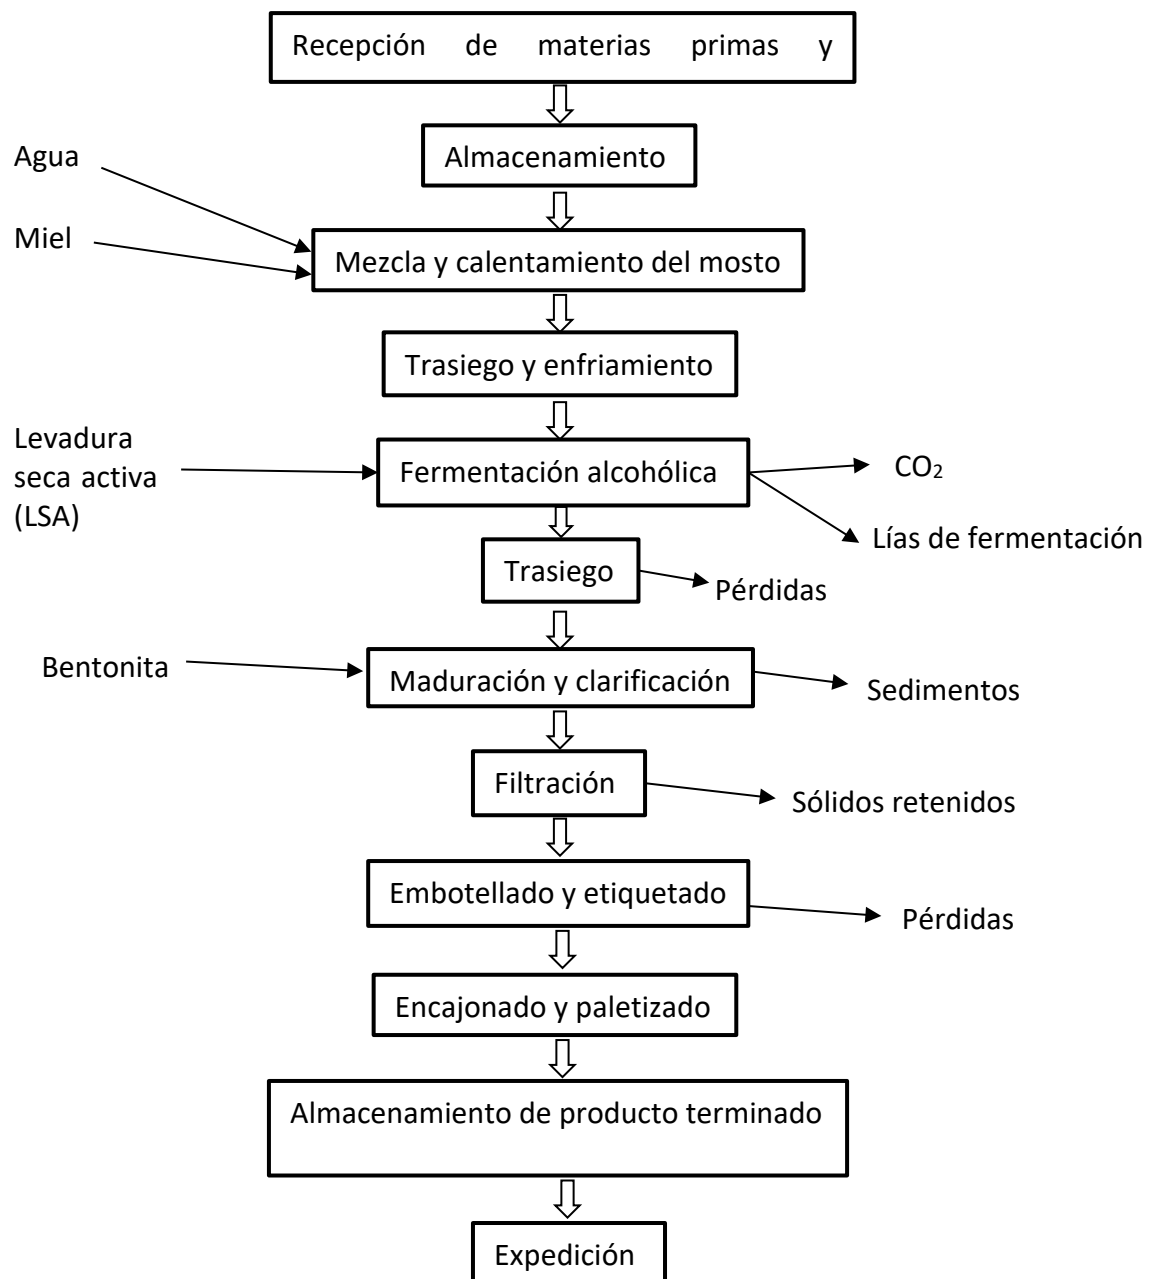 Recepción de materias primas y
Almacenamiento
Agua
Miel
Mezcla y calentamiento del mosto
Trasiego y enfriamiento
Levadura
seca activa
(LSA)
Fermentación alcohólica
CO₂
Lías de fermentación
Trasiego
Pérdidas
Bentonita
Maduración y clarificación
Sedimentos
Filtración
Sólidos retenidos
Embotellado y etiquetado
Pérdidas
Encajonado y paletizado
Almacenamiento de producto terminado
Expedición